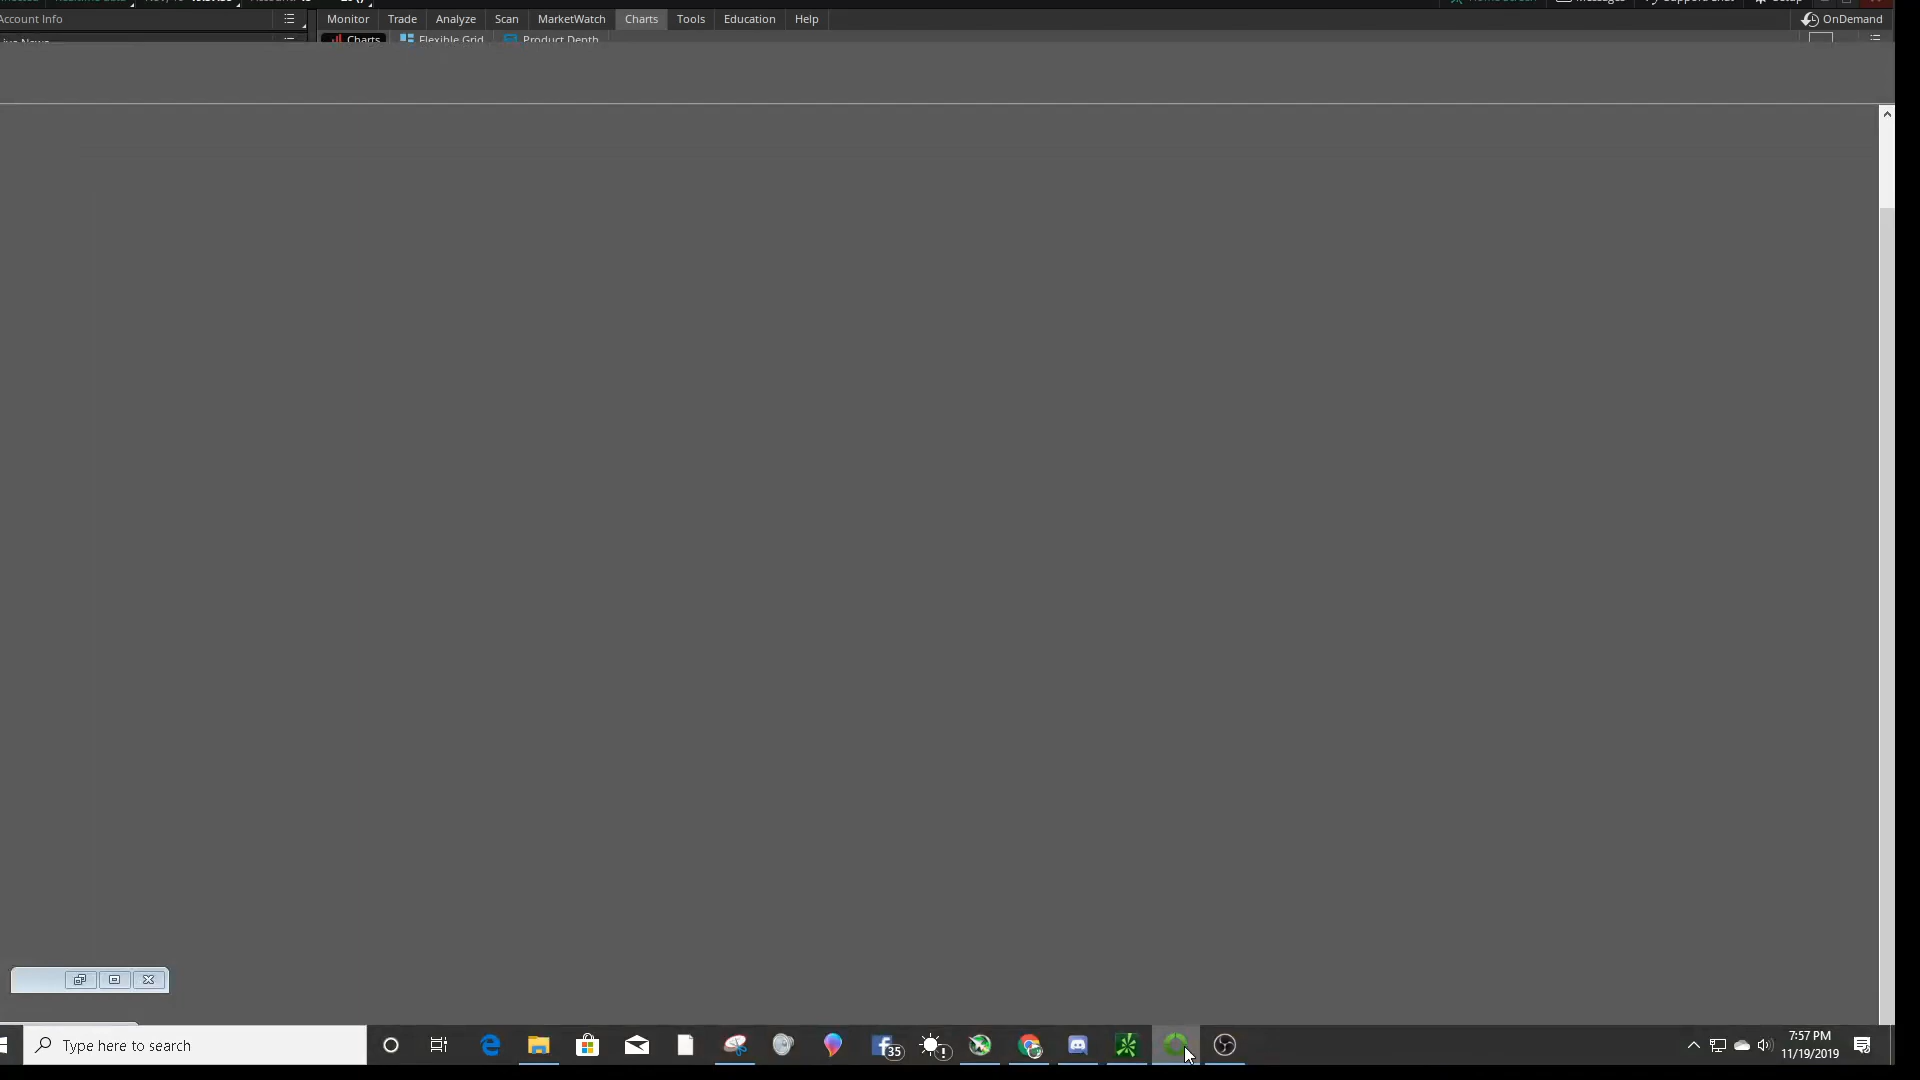 Account Info
Monitor Trade Analyze Scan MarketWatch Charts Tools Education Help
OnDemand
Charts Flexible Grid Product Depth
Type here to search
35
7:57 PM
11/19/2019